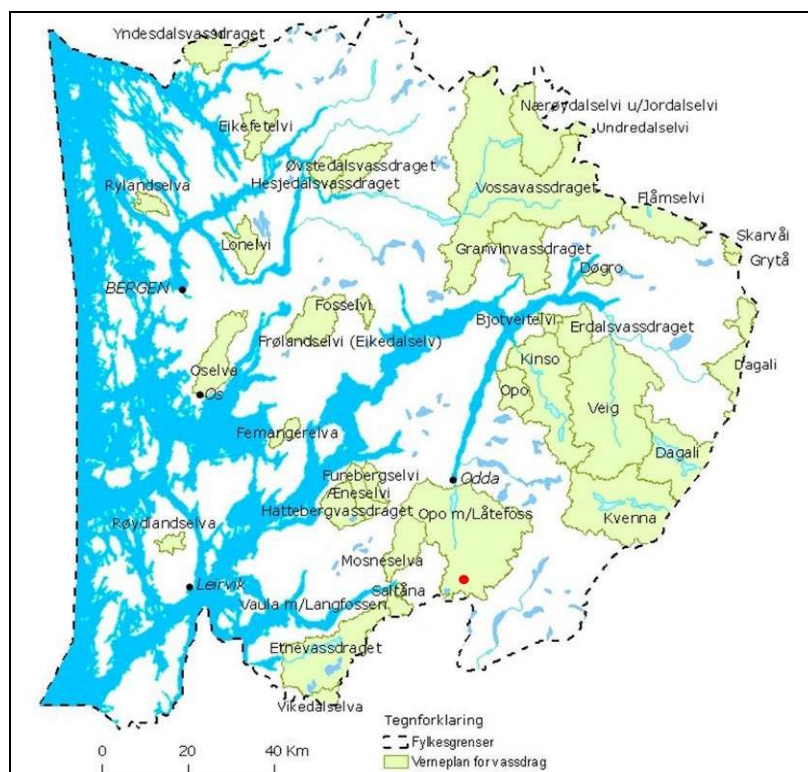 Yndesdalsvassdraget
Nærøydalselvi u/Jordalselvi
Eikefetelvi
Undredalselvi
Øvstedalsvassdraget
Hesjedalsvassdraget
Rylandselva
Vossavassdraget
Flåmselvi
Lonelvi
Skarvåi
Granvinvassdraget
Grytå
Døgro
BERGEN
Fosselvi
Bjotveitelvi
Erdalsvassdraget
Frølandselvi (Eikedalselv)
Kinso
Oselva
Dagali
Opo
Os
Veig
Femangerelva
Dagali
Furebergselvi
Odda
Æneselvi
Hattebergvassdraget
Opo m/Låtefoss
Kvenna
Røydlandselva
Mosneselva
Leirvik
Saltåna
Vaula m/Langfossen
Etnevassdraget
Vikedalselva
Tegnforklaring
Fylkesgrenser
Verneplan for vassdrag
0 20 40 Km